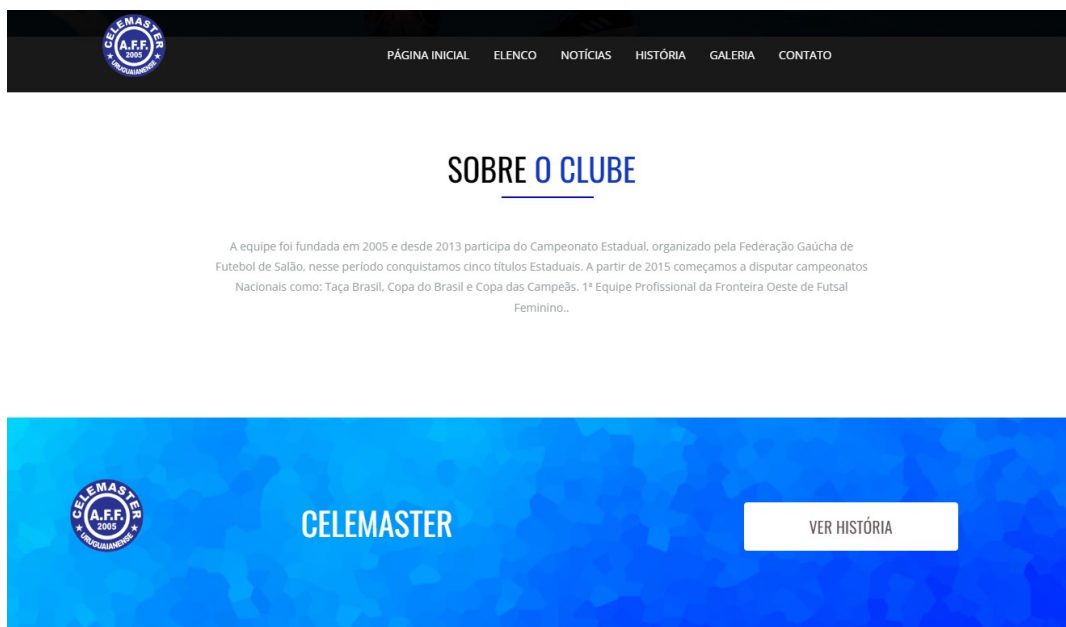 CELEMASTER
A.F.F.
2005
URUGUAIANENSE
PÁGINA INICIAL ELENCO NOTÍCIAS HISTÓRIA GALERIA CONTATO
SOBRE O CLUBE
A equipe foi fundada em 2005 e desde 2013 participa do Campeonato Estadual, organizado pela Federação Gaúcha de
Futebol de Salão, nesse período conquistamos cinco títulos Estaduais. A partir de 2015 começamos a disputar campeonatos
Nacionais como: Taça Brasil, Copa do Brasil e Copa das Campeãs. 1ª Equipe Profissional da Fronteira Oeste de Futsal
Feminino..
CELEMASTER
A.F.F.
2005
URUGUAIANENSE
CELEMASTER
VER HISTÓRIA